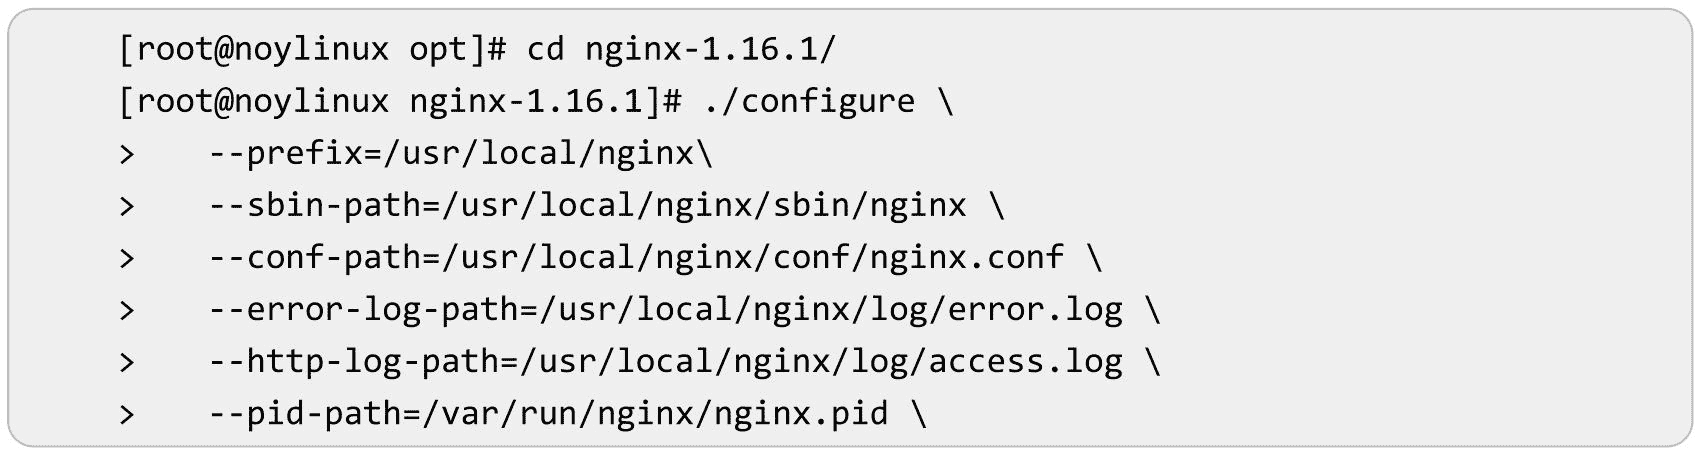 [root@noylinux opt]# cd nginx-1.16.1/
[root@noylinux nginx-1.16.1]# ./configure \
>    --prefix=/usr/local/nginx\
>    --sbin-path=/usr/local/nginx/sbin/nginx \
>    --conf-path=/usr/local/nginx/conf/nginx.conf \
>    --error-log-path=/usr/local/nginx/log/error.log \
>    --http-log-path=/usr/local/nginx/log/access.log \
>    --pid-path=/var/run/nginx/nginx.pid \